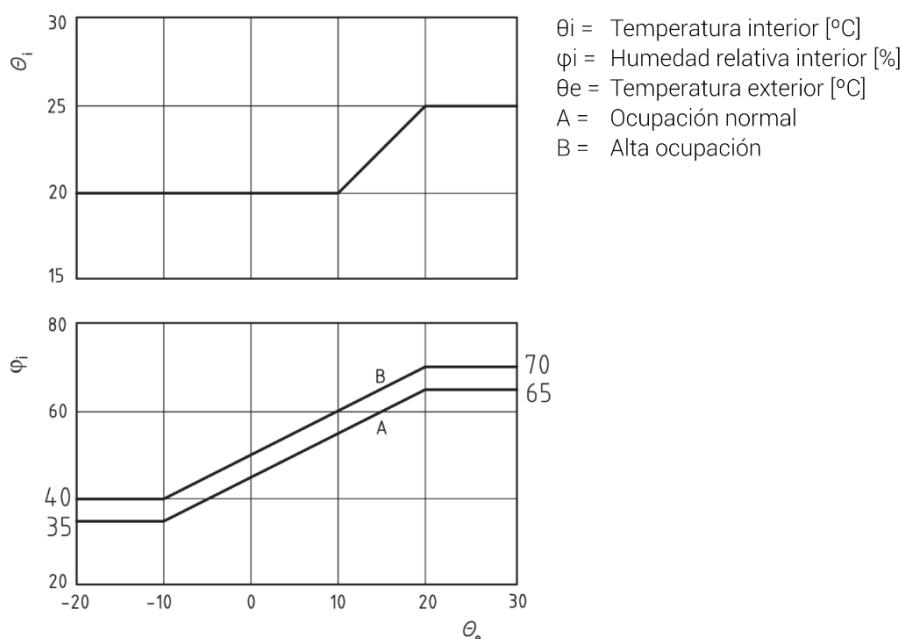 30
θi
25
20
15
θi = Temperatura interior [ºC]
φi = Humedad relativa interior [%]
θe = Temperatura exterior [ºC]
A = Ocupación normal
B = Alta ocupación
80
φi
60
40
35
20
B
A
70
65
-20 -10 0 10 20 30
θe